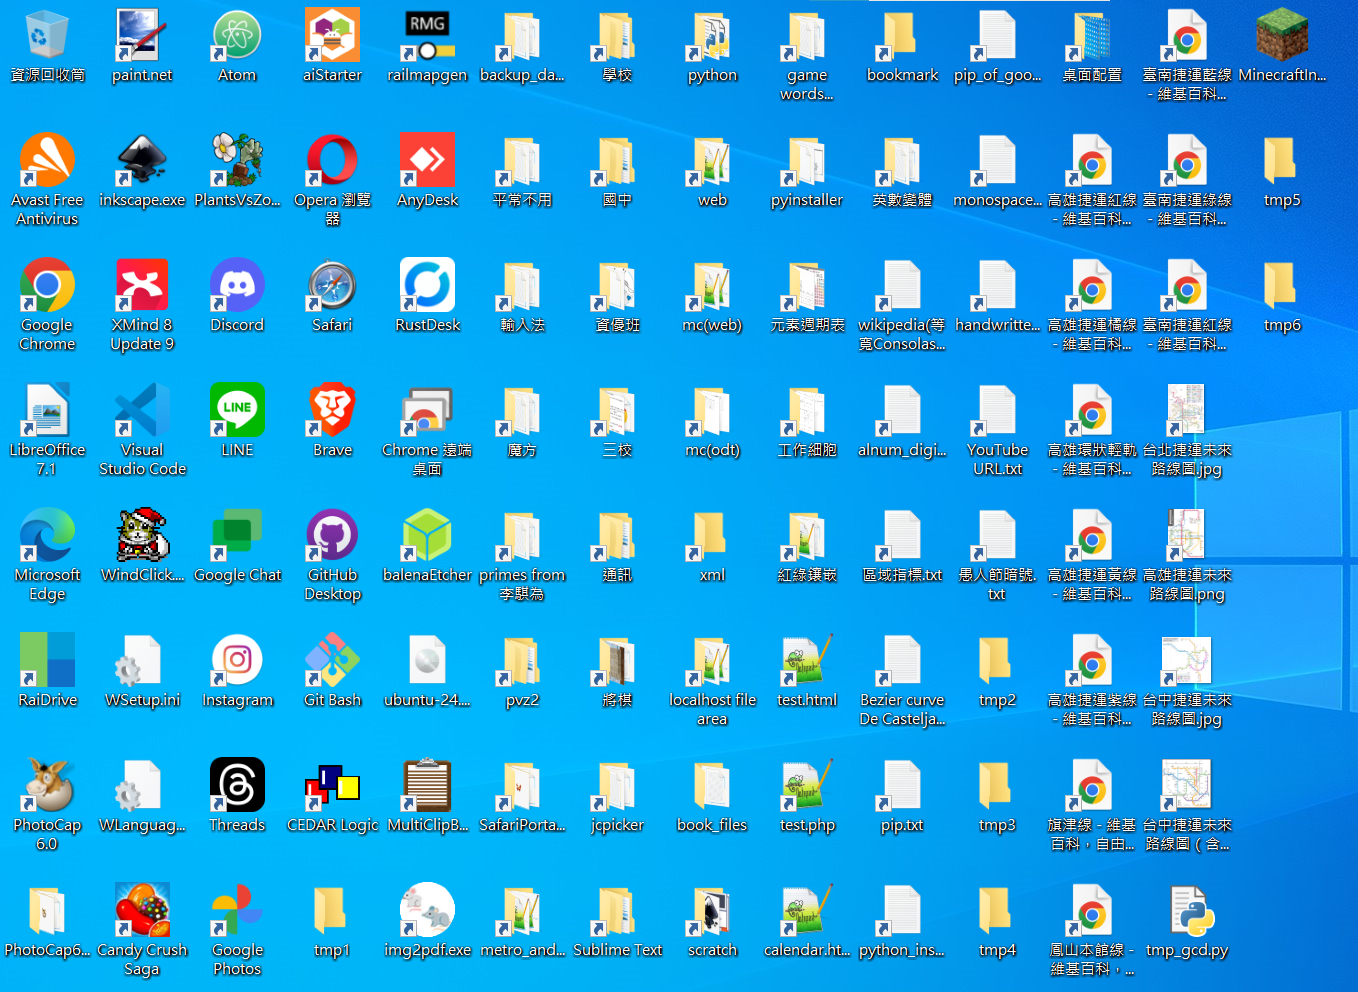 資源回收筒
paint.net
Atom
aiStarter
RMG
railmapgen
backup_da...
學校
python
game
words...
bookmark
pip_of_goo...
桌面配置
臺南捷運藍線
- 維基百科...
MinecraftIn...
Avast Free
Antivirus
inkscape.exe
PlantsVsZo...
Opera 瀏覽
器
AnyDesk
平常不用
國中
web
pyinstaller
英數變體
monospace...
高雄捷運紅線
- 維基百科...
臺南捷運綠線
- 維基百科...
tmp5
Google
Chrome
XMind 8
Update 9
Discord
Safari
RustDesk
輸入法
資優班
mc(web)
元素週期表
wikipedia(等
寬Consolas...
handwritte...
高雄捷運橘線
- 維基百科...
臺南捷運紅線
- 維基百科...
tmp6
LibreOffice
7.1
Visual
Studio Code
LINE
LINE
Brave
Chrome 遠端
桌面
魔方
三校
mc(odt)
工作細胞
alnum_digi...
YouTube
URL.txt
高雄環狀輕軌
- 維基百科...
台北捷運未來
路線圖.jpg
Microsoft
Edge
WindClick....
Google Chat
GitHub
Desktop
balenaEtcher
primes from
李騏為
通訊
xml
紅綠鑲嵌
區域指標.txt
愚人節暗號.
txt
高雄捷運黃線
- 維基百科...
高雄捷運未來
路線圖.png
RaiDrive
WSetup.ini
Instagram
Git Bash
ubuntu-24....
pvz2
將棋
localhost file
area
test.html
Bezier curve
De Castelja...
tmp2
高雄捷運紫線
- 維基百科...
台中捷運未來
路線圖.jpg
PhotoCap
6.0
WLanguag...
Threads
CEDAR Logic
MultiClipB...
SafariPorta...
jcpicker
book_files
test.php
pip.txt
tmp3
旗津線 - 維基
百科，自由...
台中捷運未來
路線圖（含...
PhotoCap6...
Candy Crush
Saga
Google
Photos
tmp1
img2pdf.exe
metro_and...
Sublime Text
scratch
calendar.ht...
python_ins...
tmp4
鳳山本館線 -
維基百科，...
tmp_gcd.py